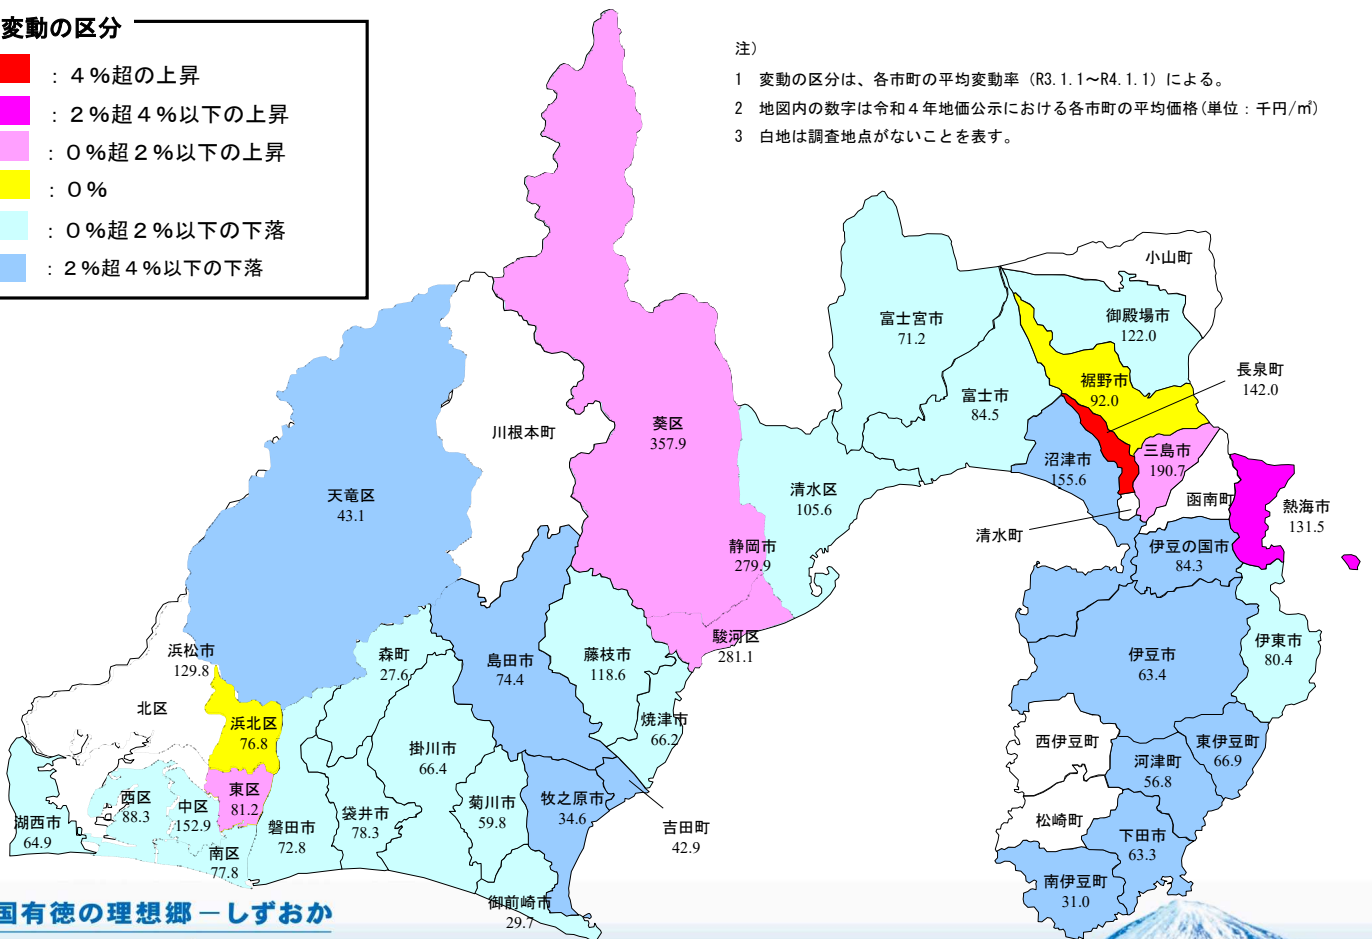 変動の区分
：４%超の上昇
：２%超４%以下の上昇
：０%超２%以下の上昇
：０%
：０%超２%以下の下落
：２%超４%以下の下落
注）
1 変動の区分は、各市町の平均変動率（R3.1.1～R4.1.1）による。
2 地図内の数字は令和４年地価公示における各市町の平均価格(単位：千円/㎡)
3 白地は調査地点がないことを表す。
小山町
御殿場市
122.0
富士宮市
71.2
裾野市
92.0
長泉町
142.0
富士市
84.5
葵区
357.9
川根本町
三島市
190.7
沼津市
155.6
清水区
105.6
天竜区
43.1
函南町
熱海市
131.5
清水町
静岡市
279.9
伊豆の国市
84.3
駿河区
281.1
浜松市
129.8
森町
27.6
島田市
74.4
藤枝市
118.6
伊東市
80.4
伊豆市
63.4
北区
浜北区
76.8
焼津市
66.2
掛川市
66.4
西伊豆町
東伊豆町
66.9
河津町
56.8
東区
81.2
西区
88.3
中区
152.9
菊川市
59.8
牧之原市
34.6
湖西市
64.9
磐田市
72.8
袋井市
78.3
吉田町
42.9
松崎町
下田市
63.3
南区
77.8
南伊豆町
31.0
御前崎市
29.7
国有徳の理想郷－しずおか